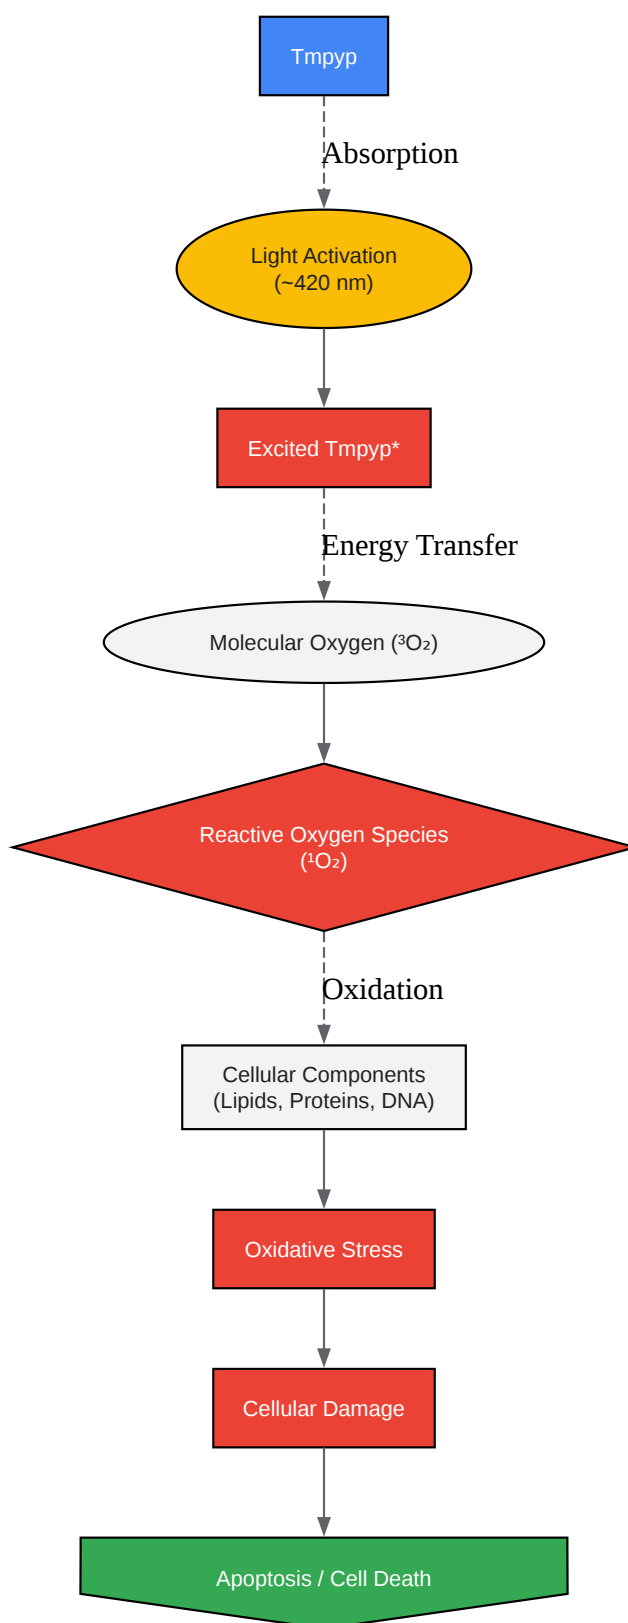 Tmpyp
Absorption
Light Activation
(~420 nm)
Excited Tmpyp*
Energy Transfer
Molecular Oxygen (³O₂)
Reactive Oxygen Species
(¹O₂)
Oxidation
Cellular Components
(Lipids, Proteins, DNA)
Oxidative Stress
Cellular Damage
Apoptosis / Cell Death